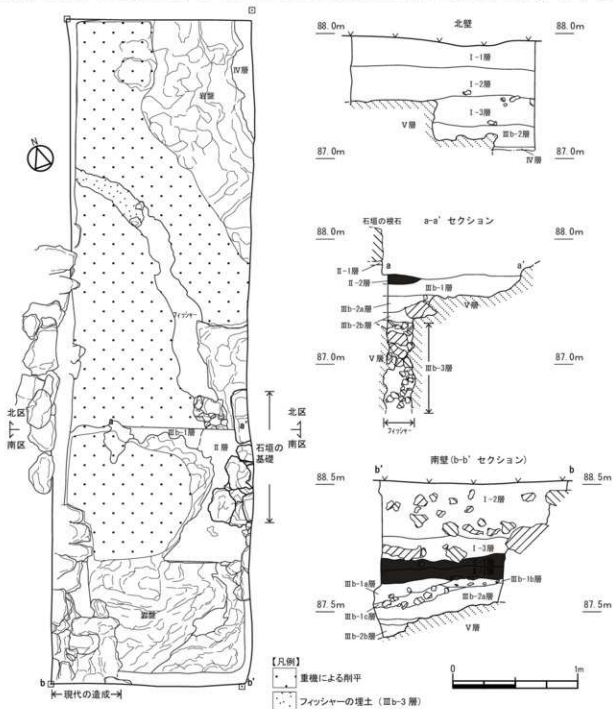 N
岩盤
Ⅳ層
フィッシャー
北区
南区
a
Ⅲb-1層
Ⅱ層
a'
石垣の
基礎
北区
南区
岩盤
b
b'
現代の造成
【凡例】
重機による削平
フィッシャーの埋土（Ⅲb-3層）
北壁
88.0m
88.0m
Ⅰ-1層
Ⅰ-2層
Ⅰ-3層
Ⅲb-2層
Ⅴ層
Ⅳ層
87.0m
87.0m
石垣の根石
a-a' セクション
88.0m
88.0m
a
a'
Ⅱ-1層
Ⅱ-2層
Ⅲb-1層
Ⅲb-2a層
Ⅴ層
Ⅲb-2b層
87.0m
Ⅴ層
87.0m
Ⅲb-3層
フィッシャー
南壁(b-b' セクション)
88.5m
b'
b
88.5m
Ⅰ-2層
Ⅰ-3層
Ⅲb-1a層
Ⅲb-1b層
Ⅲb-2a層
87.5m
Ⅲb-1c層
87.5m
Ⅲb-2b層
Ⅴ層
0
1m